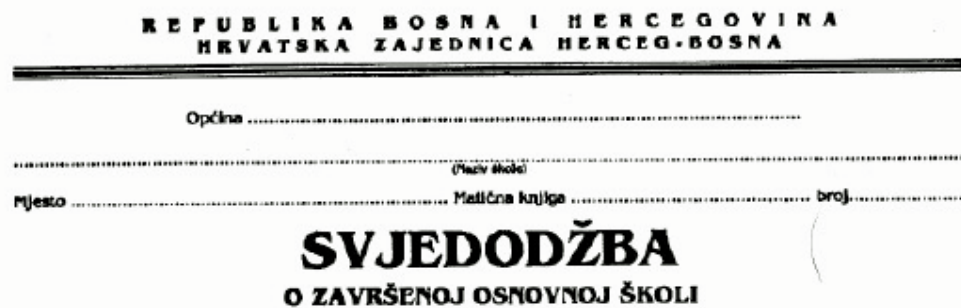 REPUBLIKA BOSNA I HERCEGOVINA
HRVATSKA ZAJEDNICA HERCEG-BOSNA
Općina ..........
..........
(Naziv škole)
Mjesto .......... Matična knjiga .......... broj..........
SVJEDODŽBA
O ZAVRŠENOJ OSNOVNOJ ŠKOLI